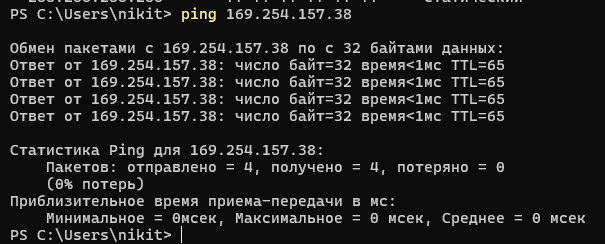 PS C:\Users\nikit> ping 169.254.157.38
Обмен пакетами с 169.254.157.38 по с 32 байтами данных:
Ответ от 169.254.157.38: число байт=32 время<1мс TTL=65
Ответ от 169.254.157.38: число байт=32 время<1мс TTL=65
Ответ от 169.254.157.38: число байт=32 время<1мс TTL=65
Ответ от 169.254.157.38: число байт=32 время<1мс TTL=65
Статистика Ping для 169.254.157.38:
Пакетов: отправлено = 4, получено = 4, потеряно = 0
(0% потерь)
Приблизительное время приема-передачи в мс:
Минимальное = 0мсек, Максимальное = 0 мсек, Среднее = 0 мсек
PS C:\Users\nikit>